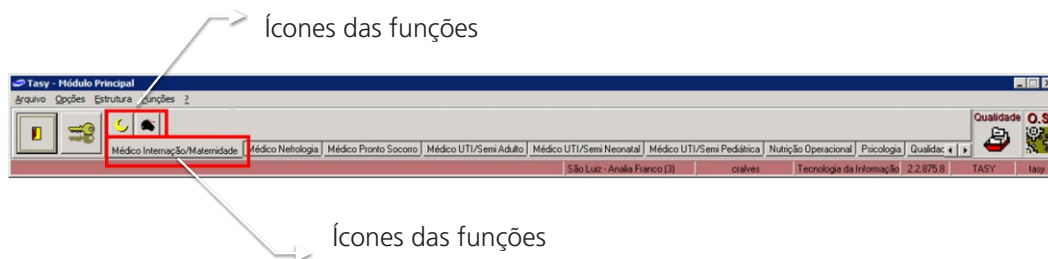 Ícones das funções
Tasy - Módulo Principal
Arquivo Opções Estrutura Funções ?
Qualidade O.S
Médico Internação/Maternidade Médico Nefrologia Médico Pronto Socorro Médico UTI/Semi Adulto Médico UTI/Semi Neonatal Médico UTI/Semi Pediátrica Nutrição Operacional Psicologia Qualidac
São Luiz - Analia Franco (3) cralves Tecnologia da Informação 2.2.875.8 TASY tasy
Ícones das funções